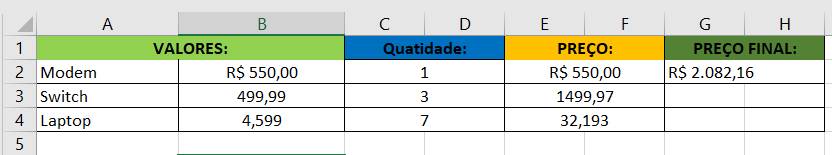 A B C D E F G H
1 VALORES: Quatidade: PREÇO: PREÇO FINAL:
2 Modem R$ 550,00 1 R$ 550,00 R$ 2.082,16
3 Switch 499,99 3 1499,97
4 Laptop 4,599 7 32,193
5